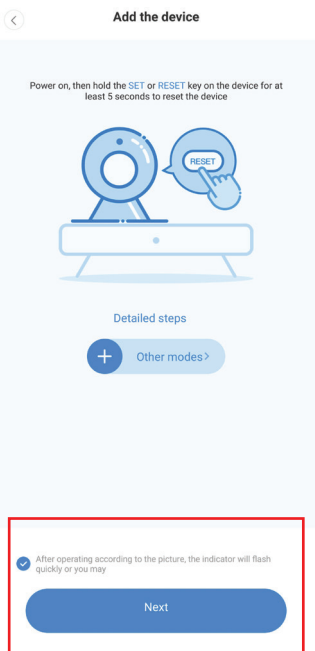 Add the device
Power on, then hold the SET or RESET key on the device for at
least 5 seconds to reset the device
RESET
Detailed steps
Other modes>
After operating according to the picture, the indicator will flash
quickly or you may
Next